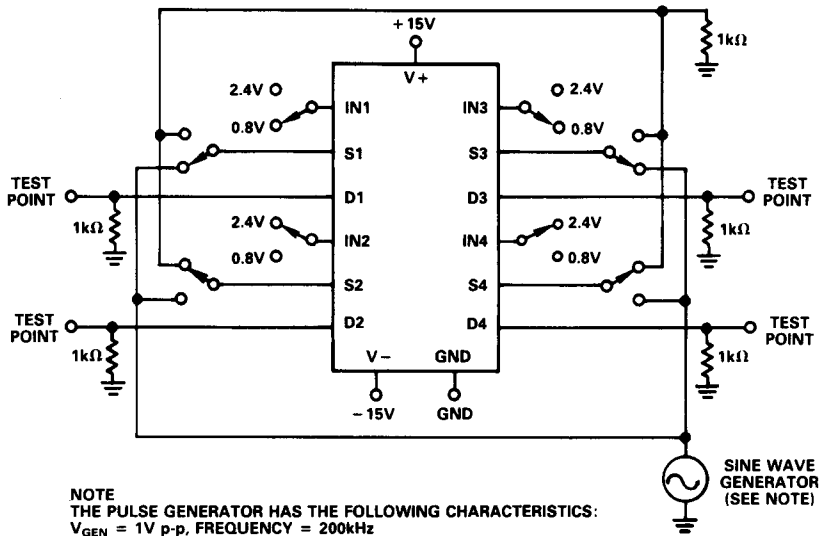 +15V
1kΩ
V+
2.4V
IN1
IN3
2.4V
0.8V
0.8V
S1
S3
TEST
POINT
D1
D3
TEST
POINT
1kΩ
2.4V
IN2
IN4
2.4V
1kΩ
0.8V
0.8V
S2
S4
TEST
POINT
D2
D4
TEST
POINT
1kΩ
V−
GND
1kΩ
−15V
GND
SINE WAVE
GENERATOR
(SEE NOTE)
NOTE
THE PULSE GENERATOR HAS THE FOLLOWING CHARACTERISTICS:
VGEN = 1V p-p, FREQUENCY = 200kHz